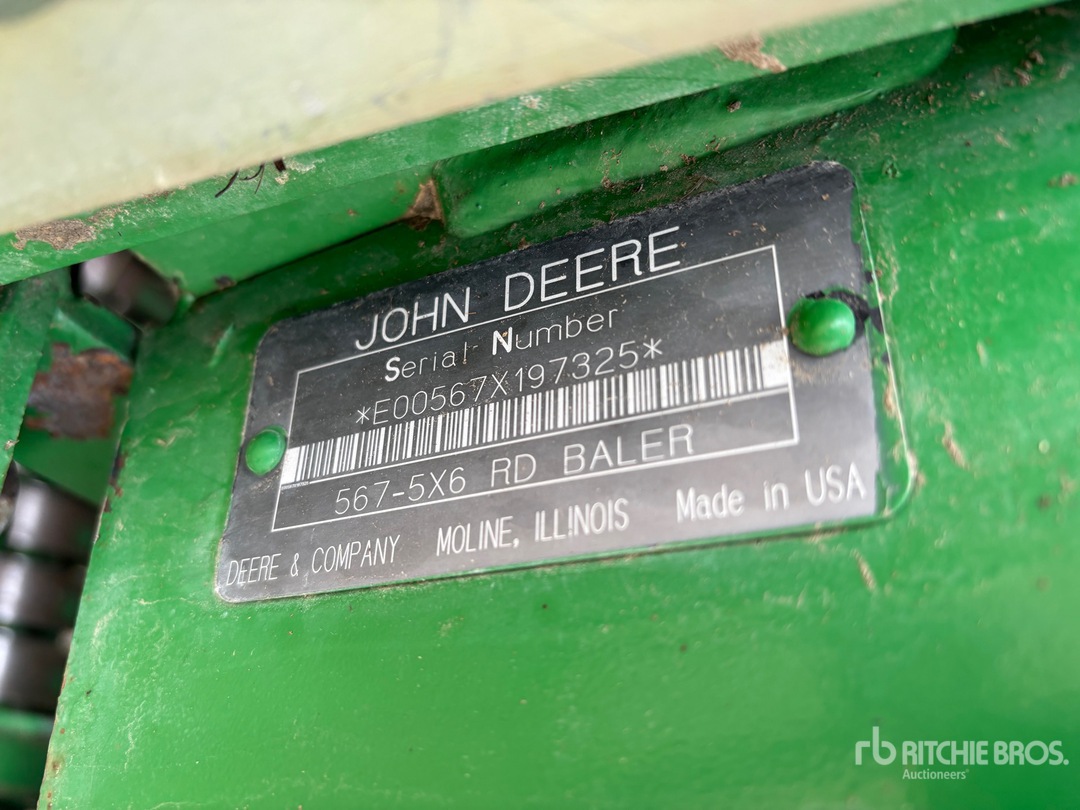 JOHN DEERE
Serial Number
*E00567X197325*
567-5X6 RD BALER
DEERE & COMPANY MOLINE, ILLINOIS Made in USA
rb RITCHIE BROS.
Auctioneers